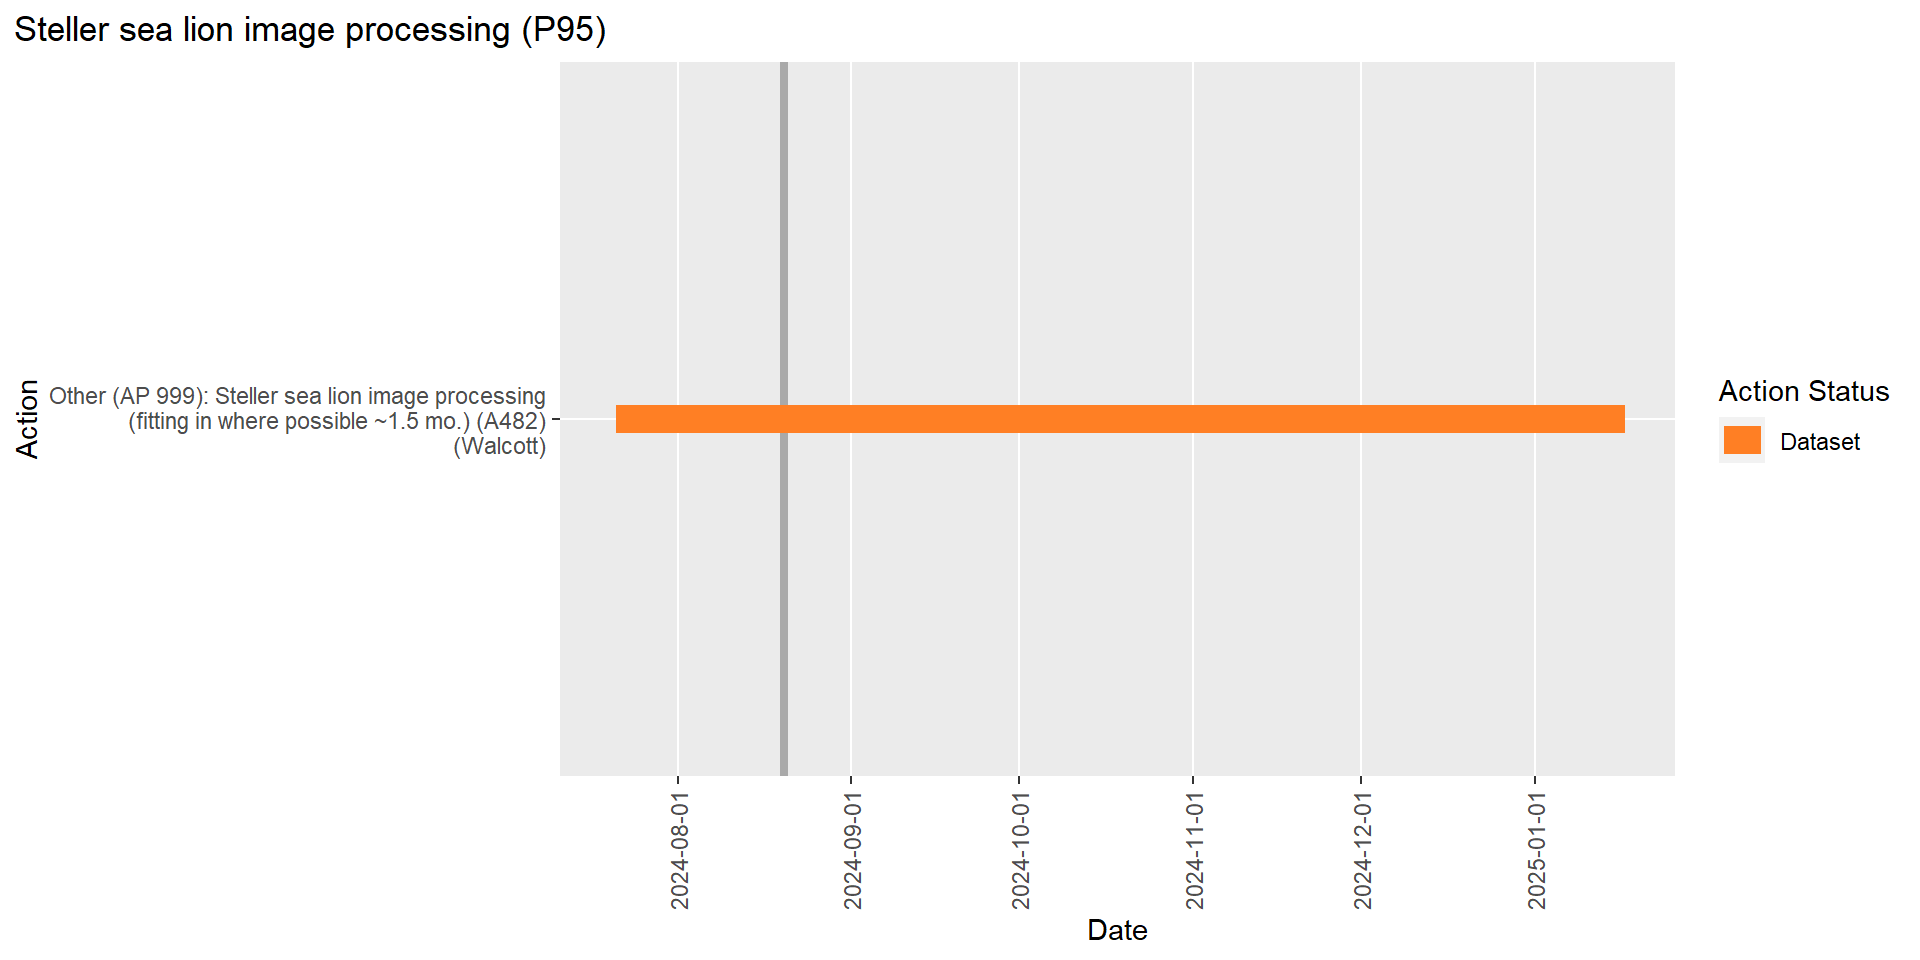 Steller sea lion image processing (P95)
Action
Other (AP 999): Steller sea lion image processing
(fitting in where possible ~1.5 mo.) (A482)
(Walcott)
Action Status
Dataset
2024-08-01
2024-09-01
2024-10-01
2024-11-01
2024-12-01
2025-01-01
Date